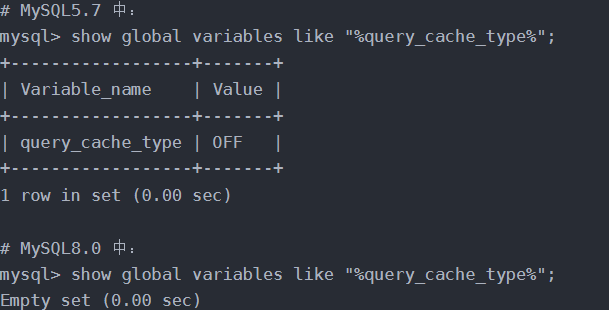 # MySQL5.7 中：
mysql> show global variables like "%query_cache_type%";
+------------------+-------+
| Variable_name    | Value |
+------------------+-------+
| query_cache_type | OFF   |
+------------------+-------+
1 row in set (0.00 sec)

# MySQL8.0 中：
mysql> show global variables like "%query_cache_type%";
Empty set (0.00 sec)